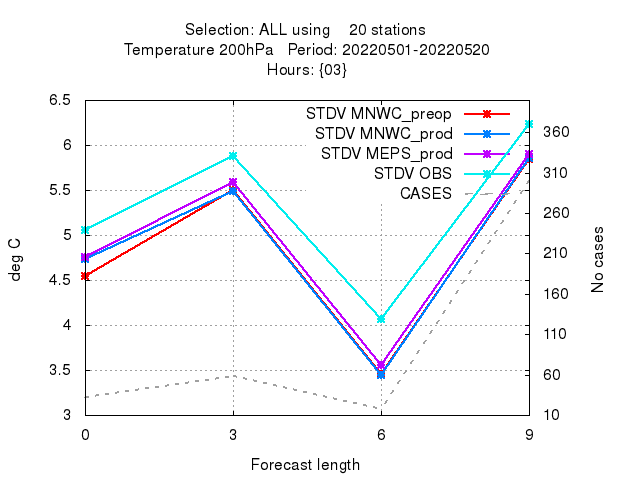 Selection: ALL using    20 stations
Temperature 200hPa   Period: 20220501-20220520
Hours: {03}
STDV MNWC_preop
STDV MNWC_prod
STDV MEPS_prod
STDV OBS
CASES
6.5
6
5.5
5
4.5
4
3.5
3
deg C
360
310
260
210
160
110
60
10
No cases
0 3 6 9
Forecast length